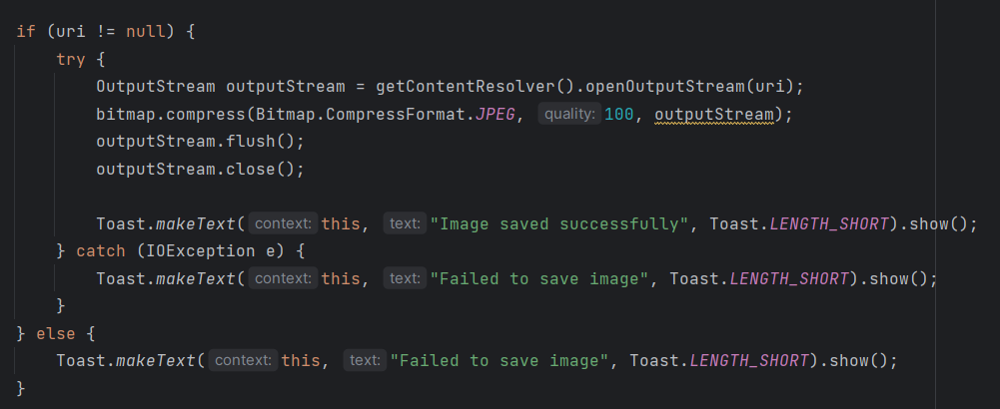 if (uri != null) {
    try {
        OutputStream outputStream = getContentResolver().openOutputStream(uri);
        bitmap.compress(Bitmap.CompressFormat.JPEG, quality: 100, outputStream);
        outputStream.flush();
        outputStream.close();

        Toast.makeText( context: this, text: "Image saved successfully", Toast.LENGTH_SHORT).show();
    } catch (IOException e) {
        Toast.makeText( context: this, text: "Failed to save image", Toast.LENGTH_SHORT).show();
    }
} else {
    Toast.makeText( context: this, text: "Failed to save image", Toast.LENGTH_SHORT).show();
}